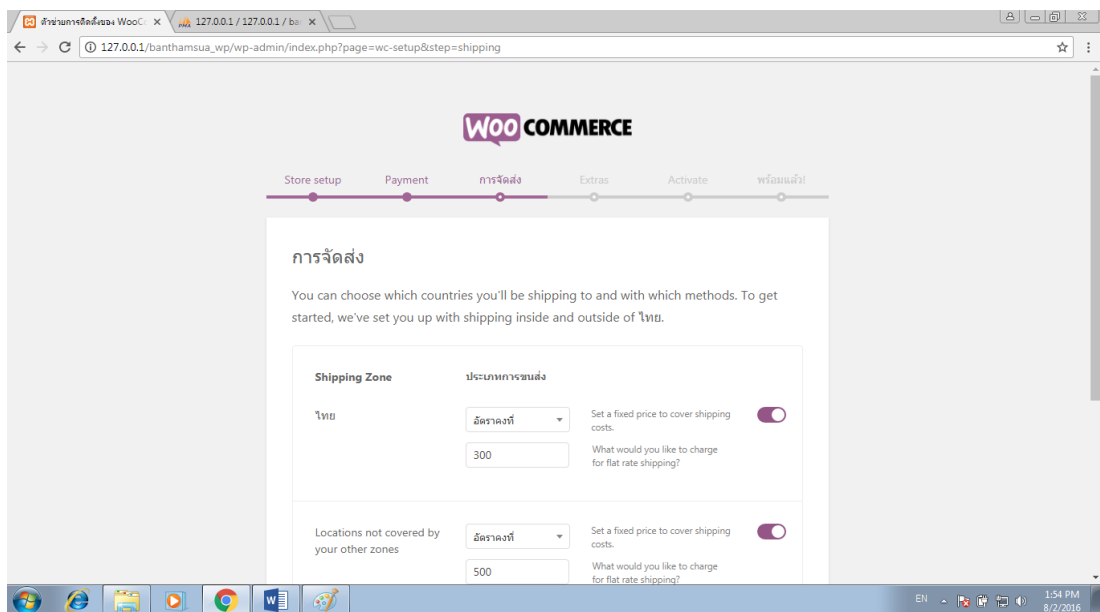 ตัวช่วยการติดตั้งของ WooC
127.0.0.1 / 127.0.0.1 / ba
127.0.0.1/banthamsua_wp/wp-admin/index.php?page=wc-setup&step=shipping
WOO COMMERCE
Store setup Payment การจัดส่ง Extras Activate พร้อมแล้ว!
การจัดส่ง
You can choose which countries you'll be shipping to and with which methods. To get
started, we've set you up with shipping inside and outside of ไทย.
Shipping Zone ประเภทการขนส่ง
ไทย อัตราคงที่ Set a fixed price to cover shipping
costs.
300 What would you like to charge
for flat rate shipping?
Locations not covered by
your other zones
อัตราคงที่ Set a fixed price to cover shipping
costs.
500 What would you like to charge
for flat rate shipping?
EN 1:54 PM
8/2/2016